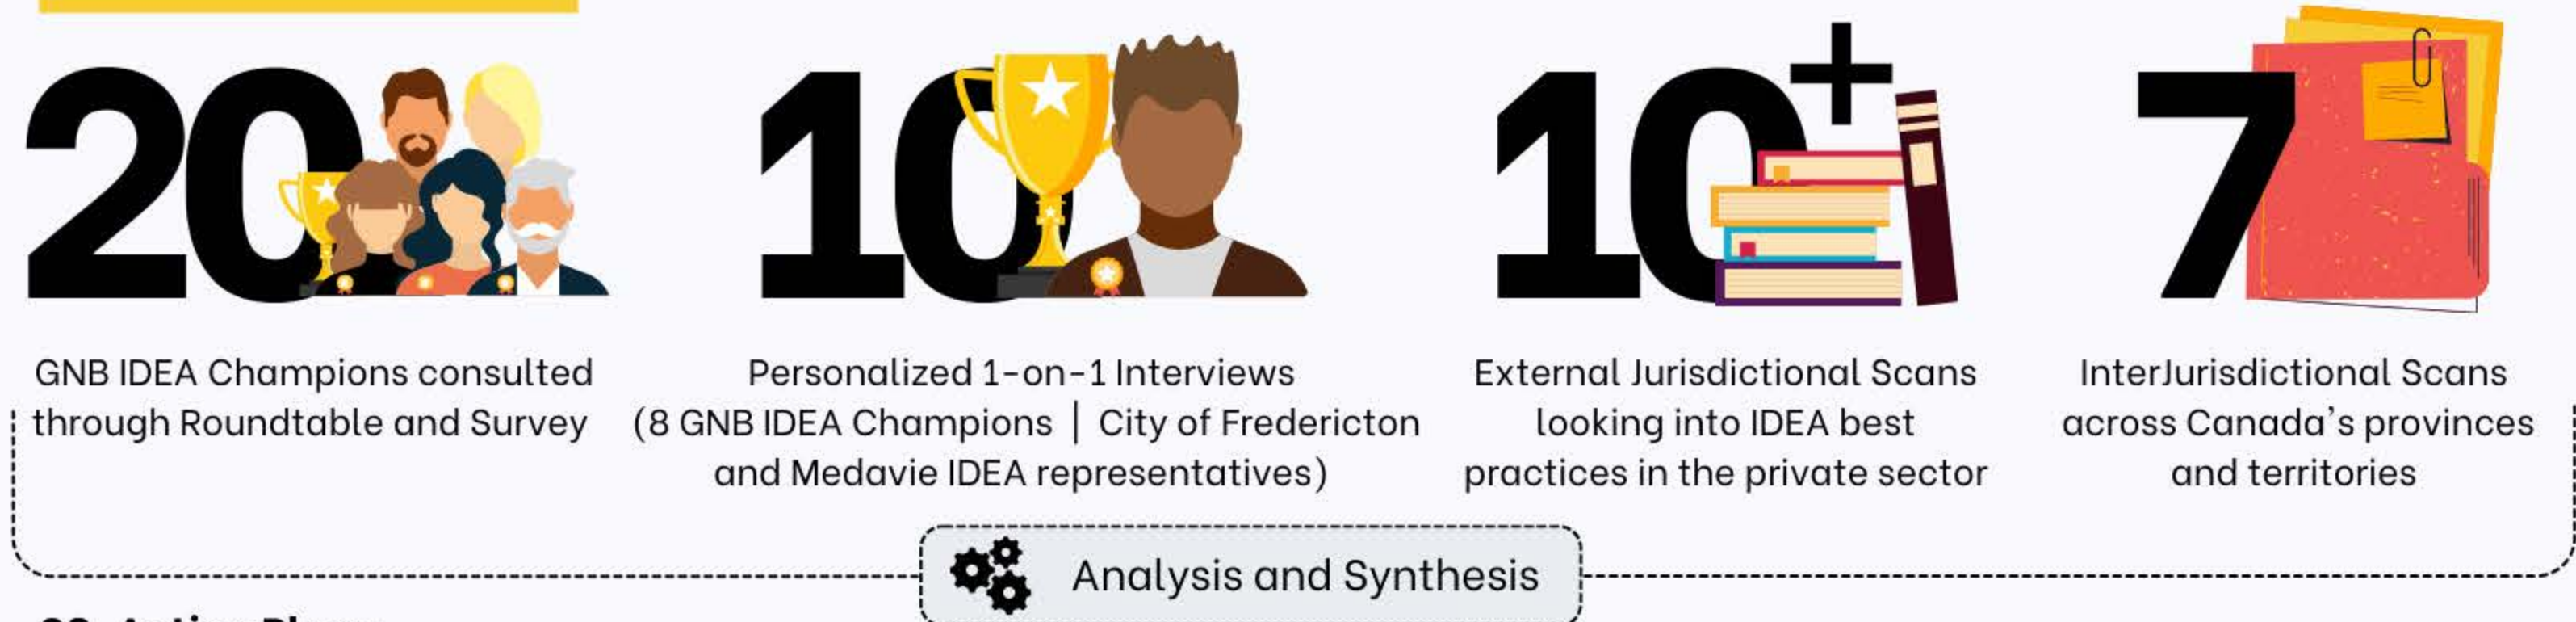 20
GNB IDEA Champions consulted
through Roundtable and Survey
10
Personalized 1-on-1 Interviews
(8 GNB IDEA Champions | City of Fredericton
and Medavie IDEA representatives)
10+
External Jurisdictional Scans
looking into IDEA best
practices in the private sector
7
InterJurisdictional Scans
across Canada's provinces
and territories
Analysis and Synthesis